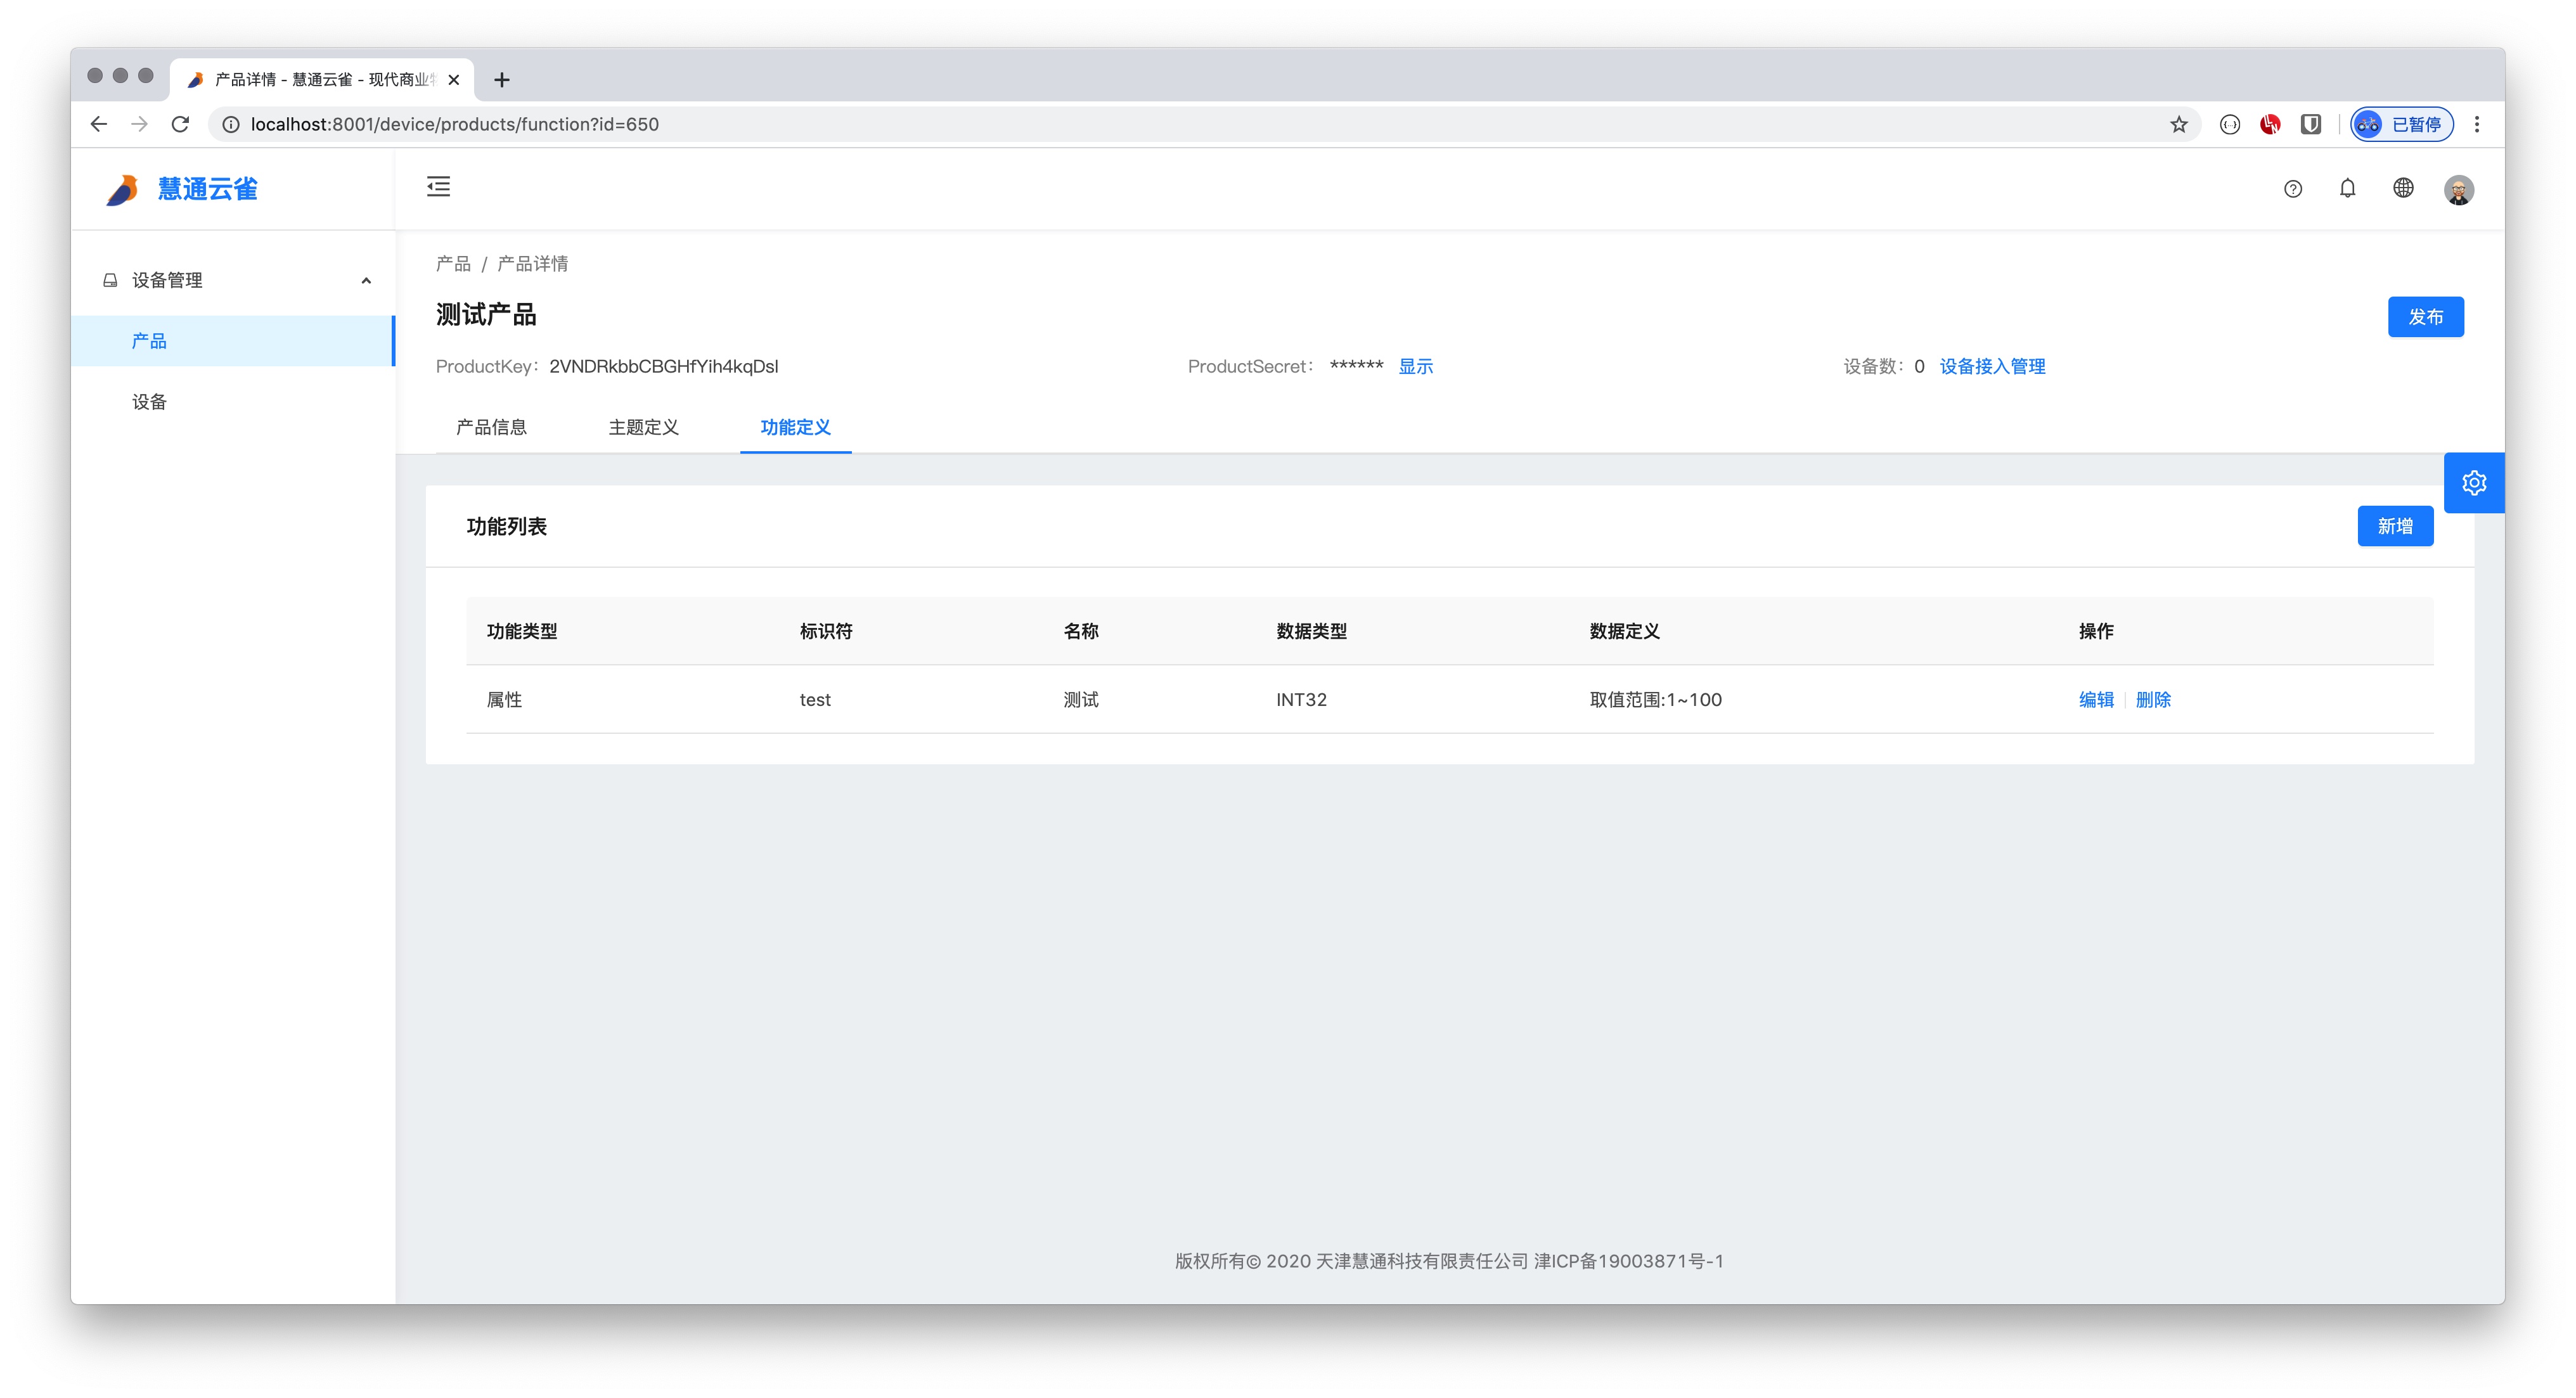 产品详情 - 慧通云雀 - 现代商业
localhost:8001/device/products/function?id=650
已暂停
慧通云雀
设备管理
产品
设备
产品 / 产品详情
测试产品
发布
ProductKey: 2VNDRkbbCBGHfYih4kqDsI
ProductSecret: ****** 显示
设备数: 0 设备接入管理
产品信息 主题定义 功能定义
功能列表
新增
功能类型 标识符 名称 数据类型 数据定义 操作
属性 test 测试 INT32 取值范围:1~100 编辑 删除
版权所有© 2020 天津慧通科技有限责任公司 津ICP备19003871号-1